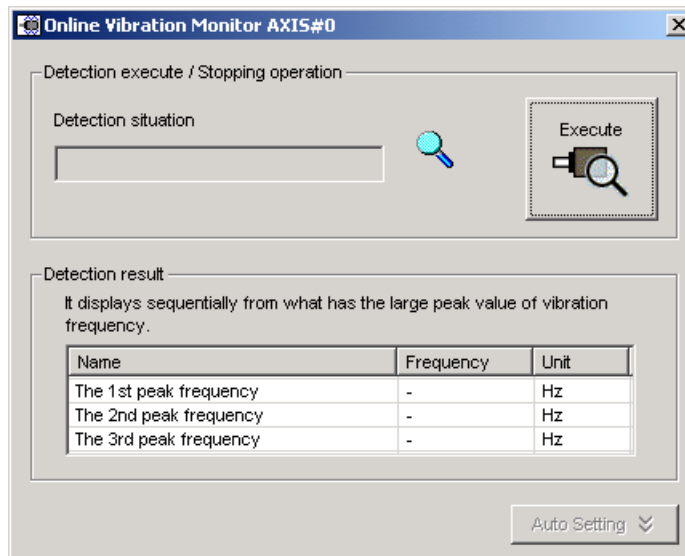 Online Vibration Monitor AXIS#0
Detection execute / Stopping operation
Detection situation
Execute
Detection result
It displays sequentially from what has the large peak value of vibration
frequency.
Name Frequency Unit
The 1st peak frequency - Hz
The 2nd peak frequency - Hz
The 3rd peak frequency - Hz
Auto Setting